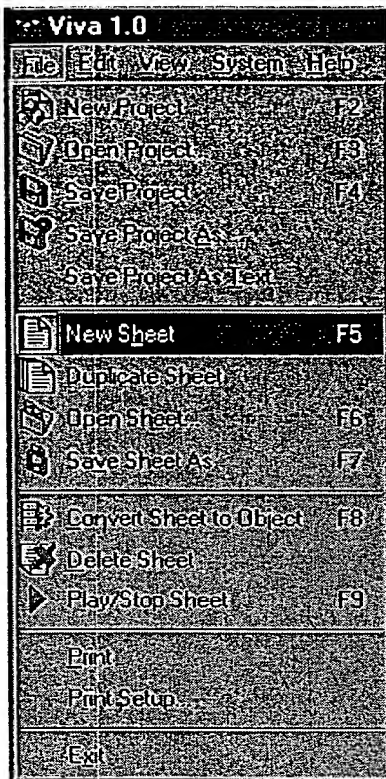 Viva 1.0
File Edit View System Help
New Project F2
Open Project... F3
Save Project F4
Save Project As...
Save Project As Text
New Sheet F5
Duplicate Sheet
Open Sheet... F6
Save Sheet As... F7
Convert Sheet to Object F8
Delete Sheet
Play/Stop Sheet F9
Print
Print Setup...
Exit